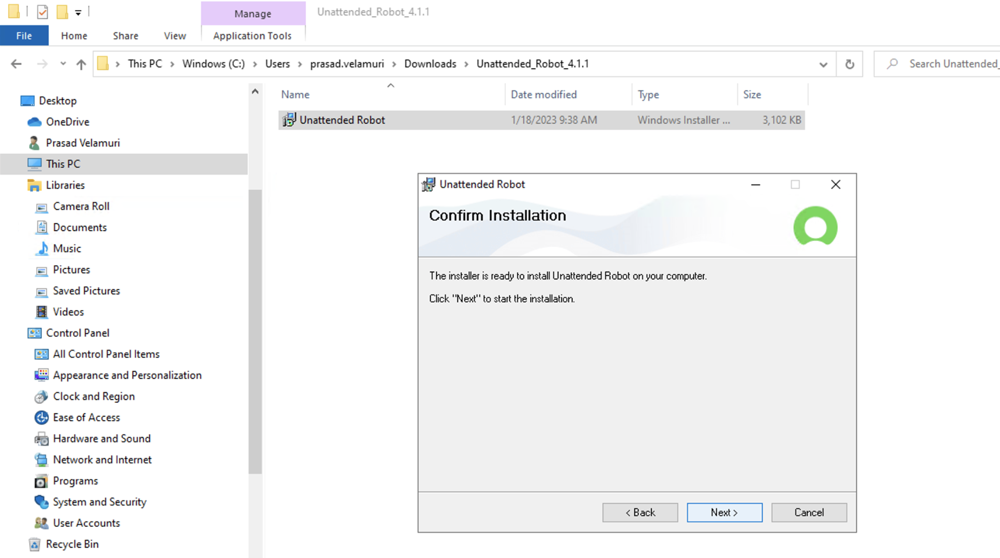 Manage
Unattended_Robot_4.1.1
File Home Share View Application Tools
This PC Windows (C:) Users prasad.velamuri Downloads Unattended_Robot_4.1.1
Search Unattended_
Name Date modified Type Size
Unattended Robot 1/18/2023 9:38 AM Windows Installer ... 3,102 KB
Desktop
OneDrive
Prasad Velamuri
This PC
Libraries
Camera Roll
Documents
Music
Pictures
Saved Pictures
Videos
Control Panel
All Control Panel Items
Appearance and Personalization
Clock and Region
Ease of Access
Hardware and Sound
Network and Internet
Programs
System and Security
User Accounts
Recycle Bin
Unattended Robot
Confirm Installation
The installer is ready to install Unattended Robot on your computer.
Click "Next" to start the installation.
< Back Next > Cancel